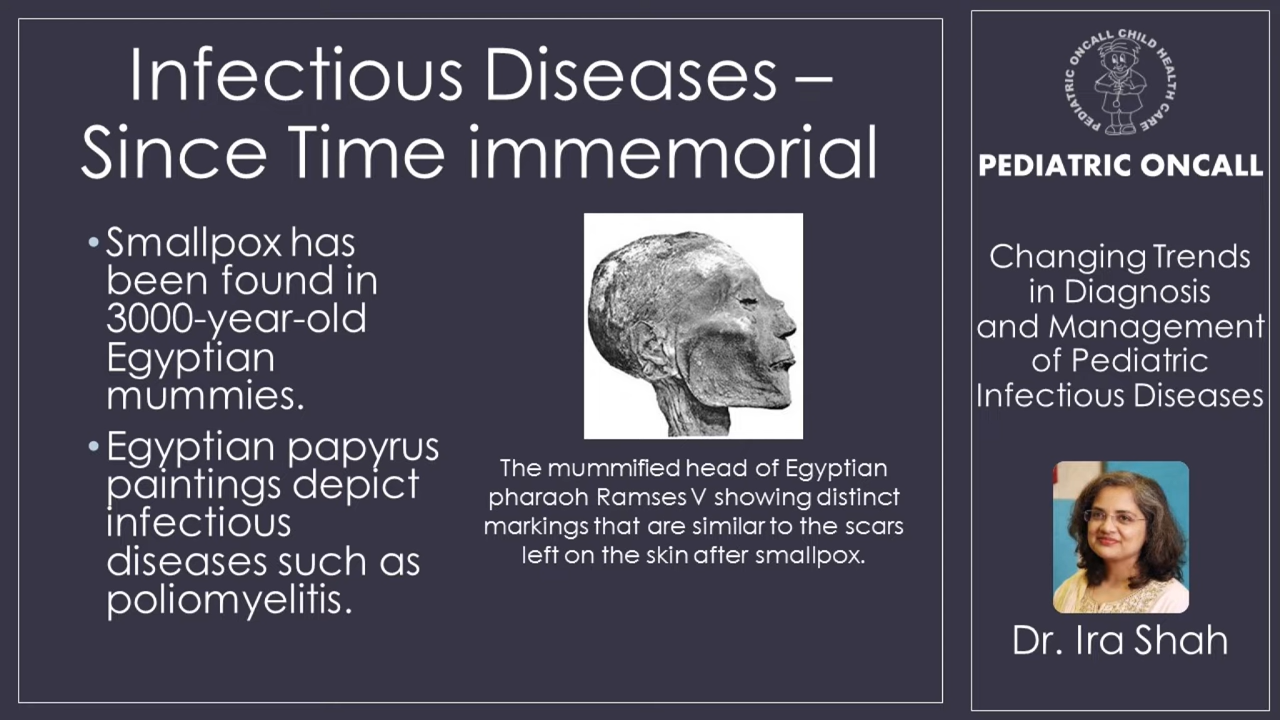 Infectious Diseases –
Since Time immemorial
•Smallpox has
been found in
3000-year-old
Egyptian
mummies.
•Egyptian papyrus
paintings depict
infectious
diseases such as
poliomyelitis.
The mummified head of Egyptian
pharaoh Ramses V showing distinct
markings that are similar to the scars
left on the skin after smallpox.
PEDIATRIC ONCALL CHILD HEALTH CARE
PEDIATRIC ONCALL
Changing Trends
in Diagnosis
and Management
of Pediatric
Infectious Diseases
Dr. Ira Shah